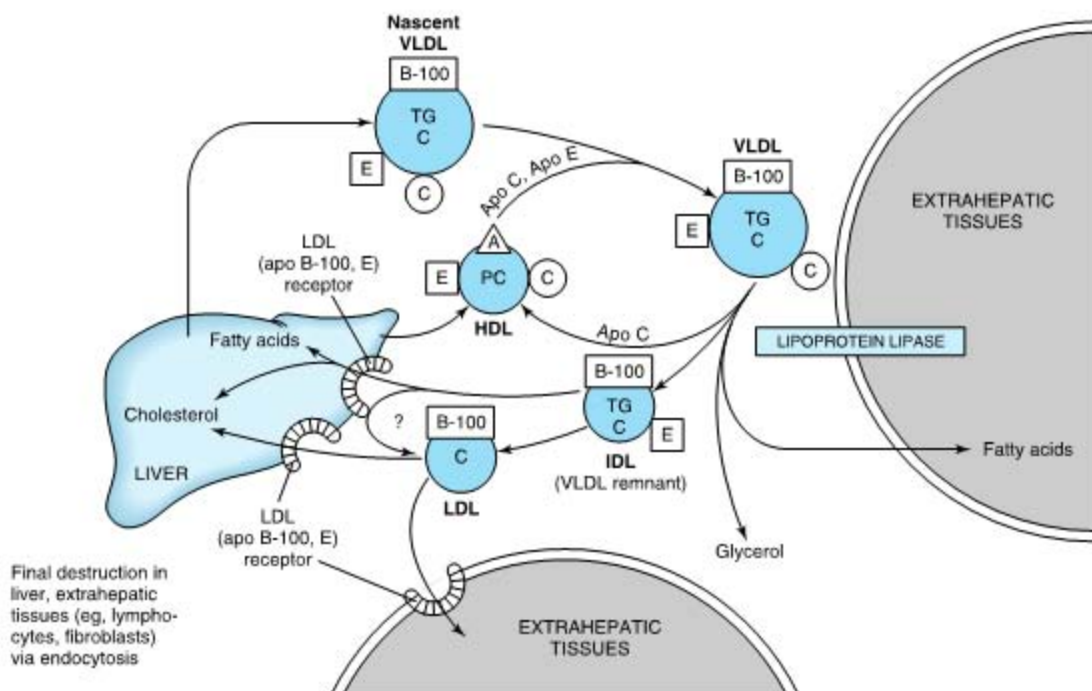 Nascent
VLDL
B-100
TG
C
E
C
Apo C, Apo E
VLDL
B-100
TG
C
E
C
EXTRAHEPATIC
TISSUES
LDL
(apo B-100, E)
receptor
A
E
PC
C
HDL
Apo C
LIPOPROTEIN LIPASE
Fatty acids
Cholesterol
LIVER
?
B-100
C
LDL
B-100
TG
C
E
IDL
(VLDL remnant)
Fatty acids
Glycerol
LDL
(apo B-100, E)
receptor
Final destruction in
liver, extrahepatic
tissues (eg, lympho-
cytes, fibroblasts)
via endocytosis
EXTRAHEPATIC
TISSUES